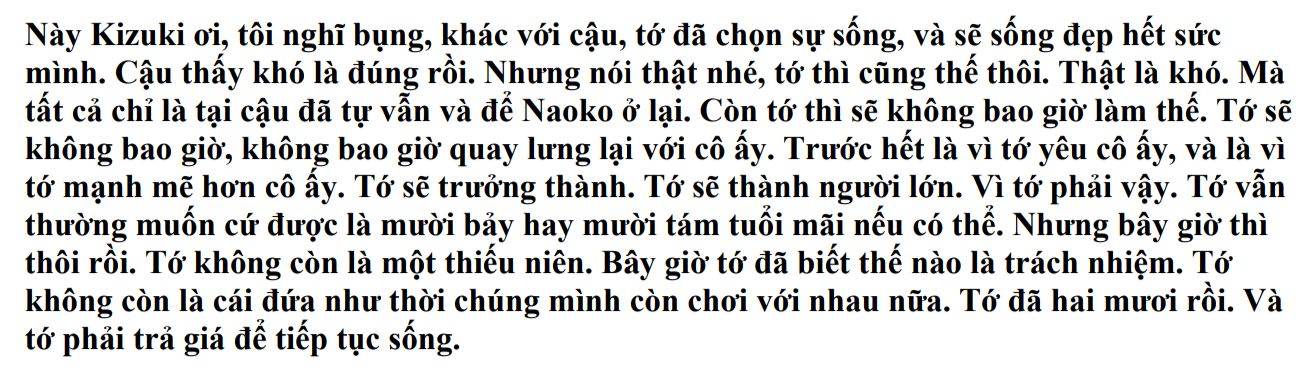 Này Kizuki ơi, tôi nghĩ bụng, khác với cậu, tớ đã chọn sự sống, và sẽ sống đẹp hết sức
mình. Cậu thấy khó là đúng rồi. Nhưng nói thật nhé, tớ thì cũng thế thôi. Thật là khó. Mà
tất cả chỉ là tại cậu đã tự vẫn và để Naoko ở lại. Còn tớ thì sẽ không bao giờ làm thế. Tớ sẽ
không bao giờ, không bao giờ quay lưng lại với cô ấy. Trước hết là vì tớ yêu cô ấy, và là vì
tớ mạnh mẽ hơn cô ấy. Tớ sẽ trưởng thành. Tớ sẽ thành người lớn. Vì tớ phải vậy. Tớ vẫn
thường muốn cứ được là mười bảy hay mười tám tuổi mãi nếu có thể. Nhưng bây giờ thì
thôi rồi. Tớ không còn là một thiếu niên. Bây giờ tớ đã biết thế nào là trách nhiệm. Tớ
không còn là cái đứa như thời chúng mình còn chơi với nhau nữa. Tớ đã hai mươi rồi. Và
tớ phải trả giá để tiếp tục sống.